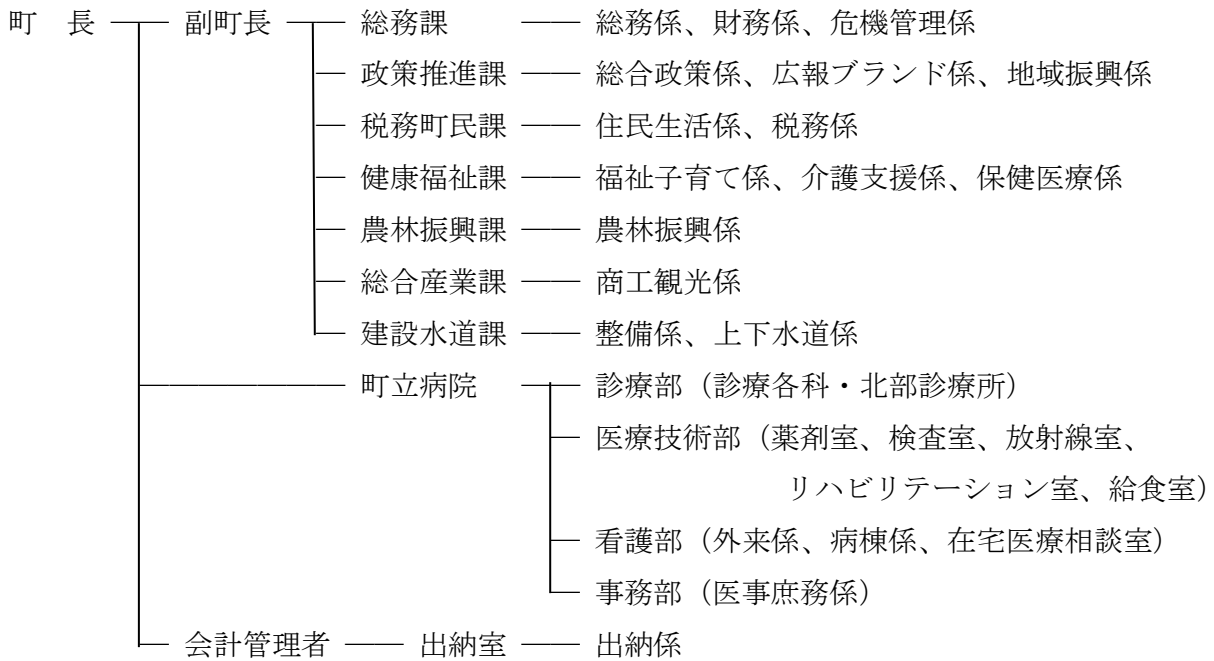 町　長 副町長 総務課 総務係、財務係、危機管理係
政策推進課 総合政策係、広報ブランド係、地域振興係
税務町民課 住民生活係、税務係
健康福祉課 福祉子育て係、介護支援係、保健医療係
農林振興課 農林振興係
総合産業課 商工観光係
建設水道課 整備係、上下水道係
町立病院 診療部（診療各科・北部診療所）
医療技術部（薬剤室、検査室、放射線室、
リハビリテーション室、給食室）
看護部（外来係、病棟係、在宅医療相談室）
事務部（医事庶務係）
会計管理者 出納室 出納係